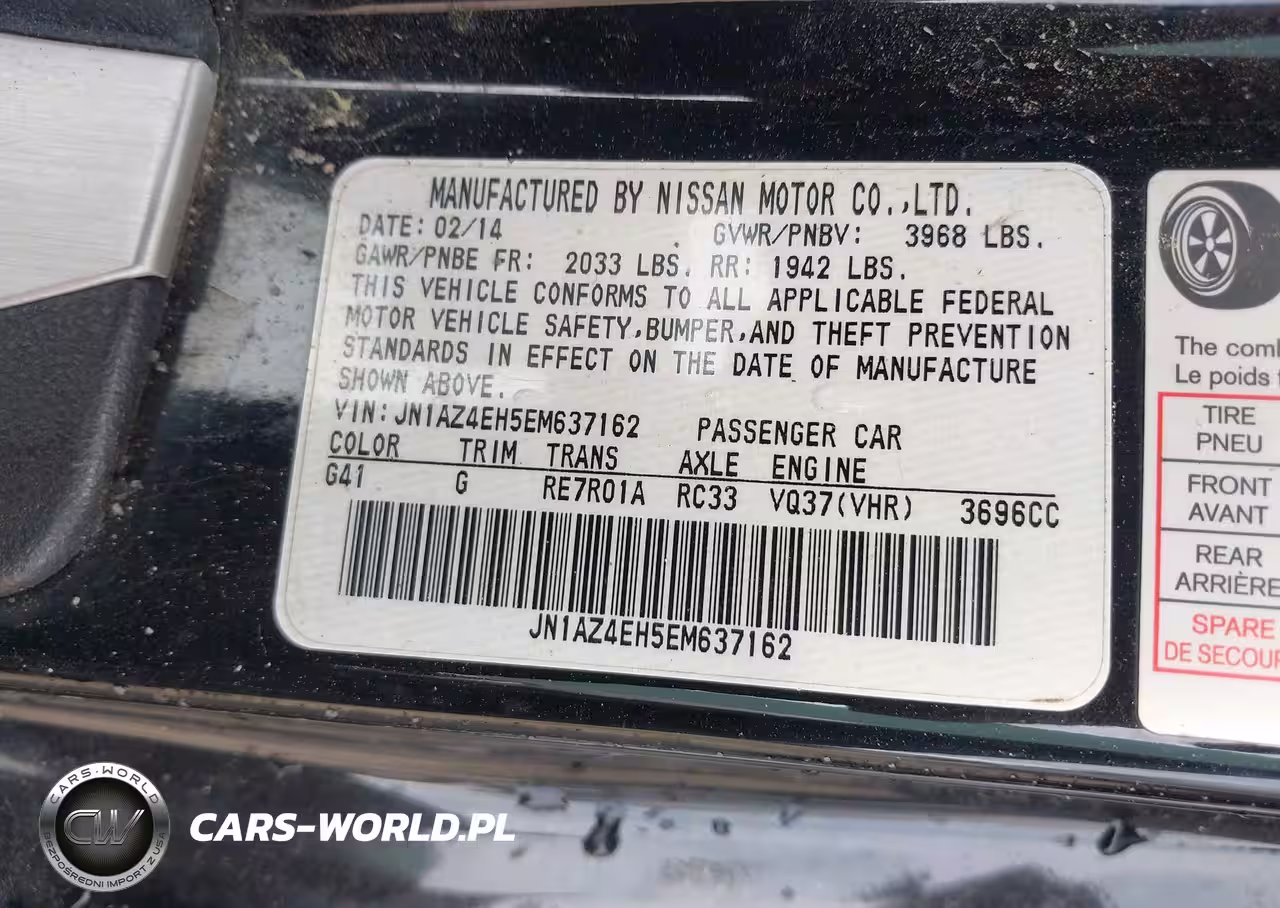 MANUFACTURED BY NISSAN MOTOR CO.,LTD.
DATE: 02/14 GVWR/PNBV: 3968 LBS.
GAWR/PNBE FR: 2033 LBS. RR: 1942 LBS.
THIS VEHICLE CONFORMS TO ALL APPLICABLE FEDERAL
MOTOR VEHICLE SAFETY,BUMPER,AND THEFT PREVENTION
STANDARDS IN EFFECT ON THE DATE OF MANUFACTURE
SHOWN ABOVE.
VIN: JN1AZ4EH5EM637162 PASSENGER CAR
COLOR TRIM TRANS AXLE ENGINE
G41 G RE7R01A RC33 VQ37(VHR) 3696CC
JN1AZ4EH5EM637162
The
Le poids
TIRE
PNEU
FRONT
AVANT
REAR
ARRIÈRE
SPARE
DE
CARS-WORLD
CW
BEZPOŚREDNI IMPORT Z USA
CARS-WORLD.PL